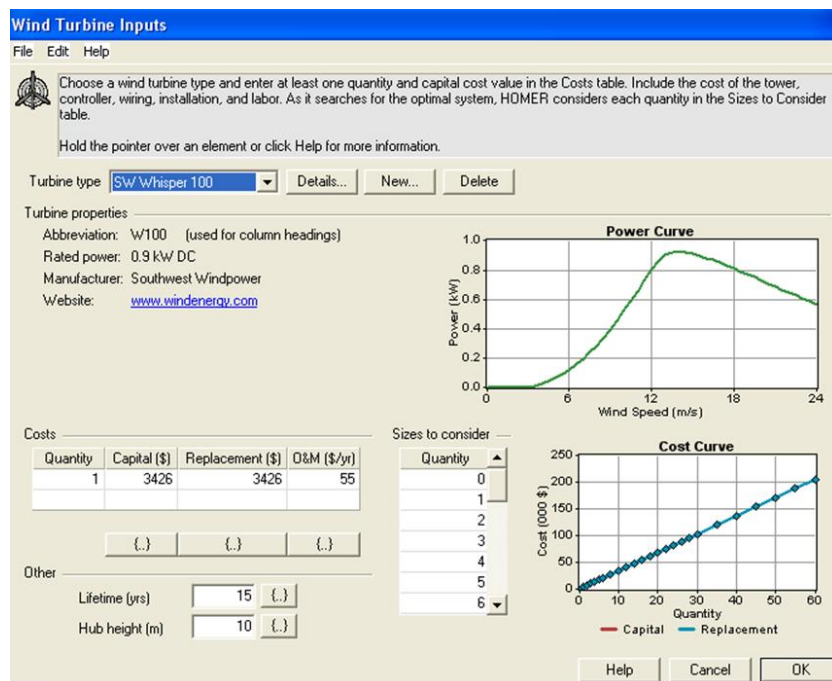 Wind Turbine Inputs
File Edit Help
Choose a wind turbine type and enter at least one quantity and capital cost value in the Costs table. Include the cost of the tower,
controller, wiring, installation, and labor. As it searches for the optimal system, HOMER considers each quantity in the Sizes to Consider
table.
Hold the pointer over an element or click Help for more information.
Turbine type SW Whisper 100 Details... New... Delete
Turbine properties
Abbreviation: W100 (used for column headings)
Rated power: 0.9 kW DC
Manufacturer: Southwest Windpower
Website: www.windenergy.com
Power Curve
Power (kW)
1.0
0.8
0.6
0.4
0.2
0.0
0 6 12 18 24
Wind Speed (m/s)
Costs
Quantity Capital ($) Replacement ($) O&M ($/yr)
1 3426 3426 55
{..} {..} {..}
Sizes to consider
Quantity
0
1
2
3
4
5
6
Cost Curve
Cost (000 $)
250
200
150
100
50
0
0 10 20 30 40 50 60
Quantity
Capital Replacement
Other
Lifetime (yrs) 15 {..}
Hub height (m) 10 {..}
Help Cancel OK